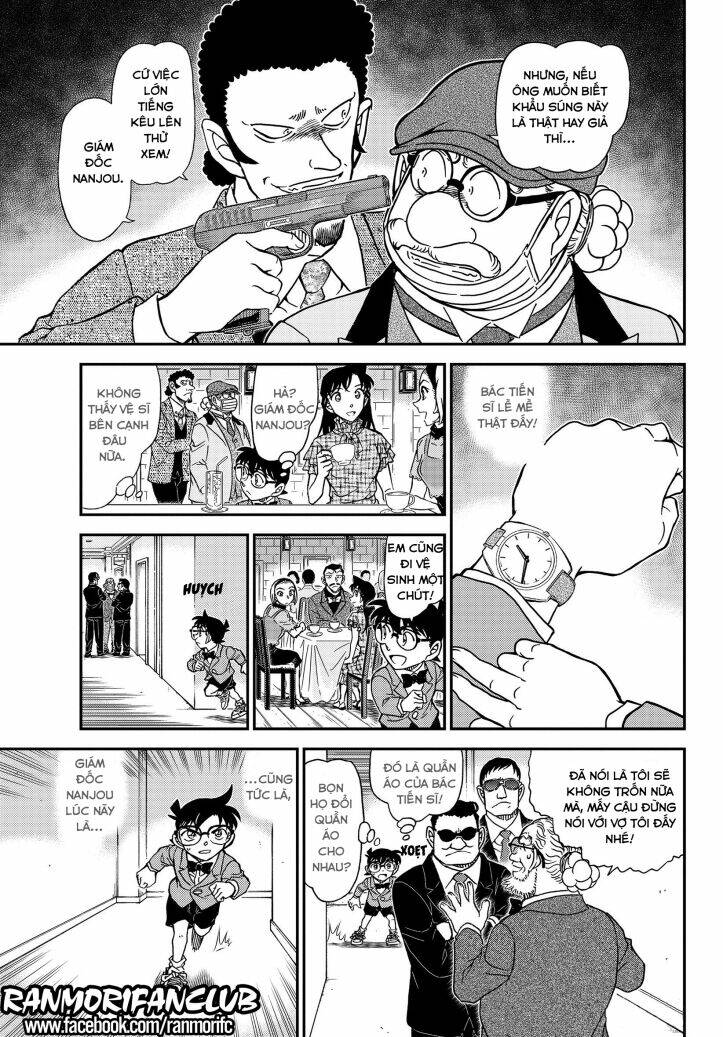 NHƯNG, NẾU
ÔNG MUỐN BIẾT
KHẨU SÚNG NÀY
LÀ THẬT HAY GIẢ
THÌ...
CỨ VIỆC
LỚN
TIẾNG
KÊU LÊN
THỬ
XEM!
GIÁM
ĐỐC
NANJOU.
BÁC TIẾN
SĨ LỀ MỀ
THẬT ĐẤY!
HẢ?
GIÁM ĐỐC
NANJOU?
KHÔNG
THẤY VỆ SĨ
BÊN CẠNH
ĐÂU
NỮA.
EM CŨNG
ĐI VỆ
SINH MỘT
CHÚT!
HUỲCH
ĐÃ NÓI LÀ TÔI SẼ
KHÔNG TRỐN NỮA
MÀ, MẤY CẬU ĐỪNG
NÓI VỚI VỢ TÔI ĐẤY
NHÉ!
ĐÓ LÀ QUẦN
ÁO CỦA BÁC
TIẾN SĨ!
XOẸT
BỌN
HỌ ĐỔI
QUẦN
ÁO CHO
NHAU?
...CŨNG
TỨC LÀ,
GIÁM
ĐỐC
NANJOU
LÚC NÀY
LÀ...
RANMORIFANCLUB
www.facebook.com/ranmorifc